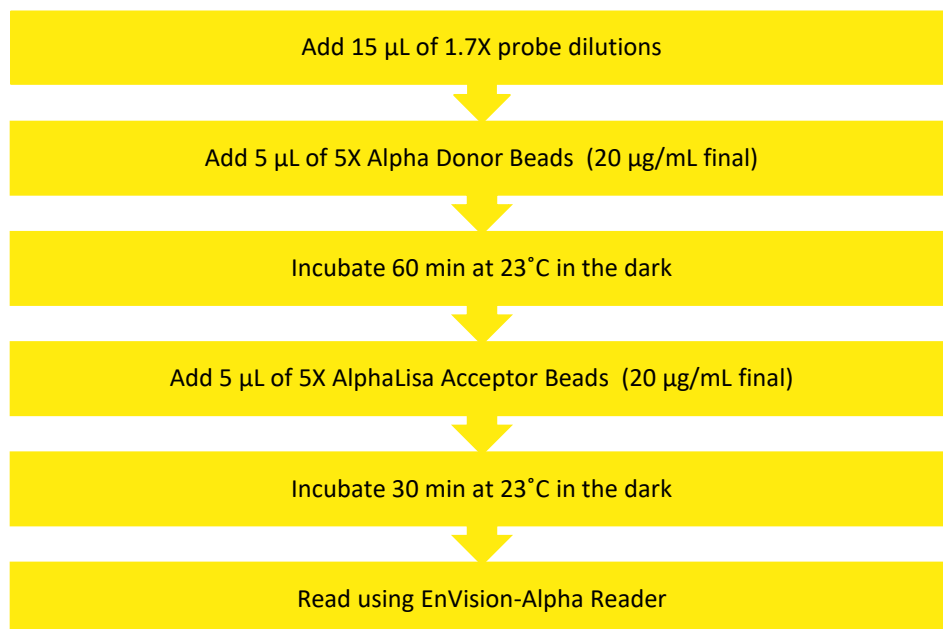 Add 15 µL of 1.7X probe dilutions
Add 5 µL of 5X Alpha Donor Beads  (20 µg/mL final)
Incubate 60 min at 23˚C in the dark
Add 5 µL of 5X AlphaLisa Acceptor Beads  (20 µg/mL final)
Incubate 30 min at 23˚C in the dark
Read using EnVision-Alpha Reader